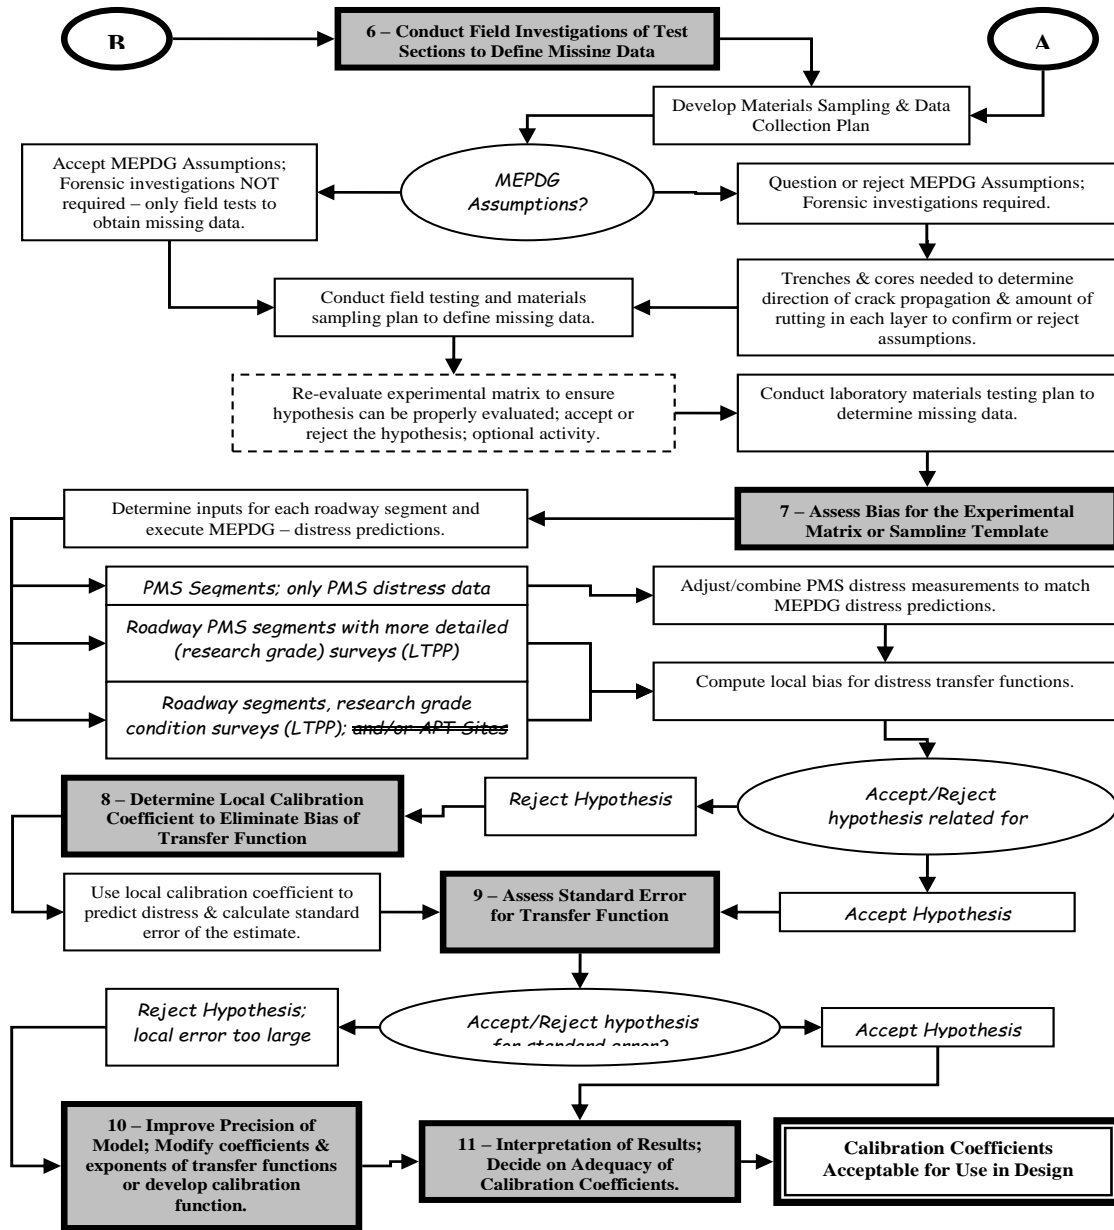 B
6 – Conduct Field Investigations of Test
Sections to Define Missing Data
A
Develop Materials Sampling & Data
Collection Plan
Accept MEPDG Assumptions;
Forensic investigations NOT
required – only field tests to
obtain missing data.
MEPDG
Assumptions?
Question or reject MEPDG Assumptions;
Forensic investigations required.
Conduct field testing and materials
sampling plan to define missing data.
Trenches & cores needed to determine
direction of crack propagation & amount of
rutting in each layer to confirm or reject
assumptions.
Re-evaluate experimental matrix to ensure
hypothesis can be properly evaluated; accept or
reject the hypothesis; optional activity.
Conduct laboratory materials testing plan to
determine missing data.
Determine inputs for each roadway segment and
execute MEPDG – distress predictions.
7 – Assess Bias for the Experimental
Matrix or Sampling Template
PMS Segments; only PMS distress data
Adjust/combine PMS distress measurements to match
MEPDG distress predictions.
Roadway PMS segments with more detailed
(research grade) surveys (LTPP)
Compute local bias for distress transfer functions.
Roadway segments, research grade
condition surveys (LTPP); and/or APT Sites
8 – Determine Local Calibration
Coefficient to Eliminate Bias of
Transfer Function
Reject Hypothesis
Accept/Reject
hypothesis related for
Use local calibration coefficient to
predict distress & calculate standard
error of the estimate.
9 – Assess Standard Error
for Transfer Function
Accept Hypothesis
Reject Hypothesis;
local error too large
Accept/Reject hypothesis
for standard error?
Accept Hypothesis
10 – Improve Precision of
Model; Modify coefficients &
exponents of transfer functions
or develop calibration
function.
11 – Interpretation of Results;
Decide on Adequacy of
Calibration Coefficients.
Calibration Coefficients
Acceptable for Use in Design